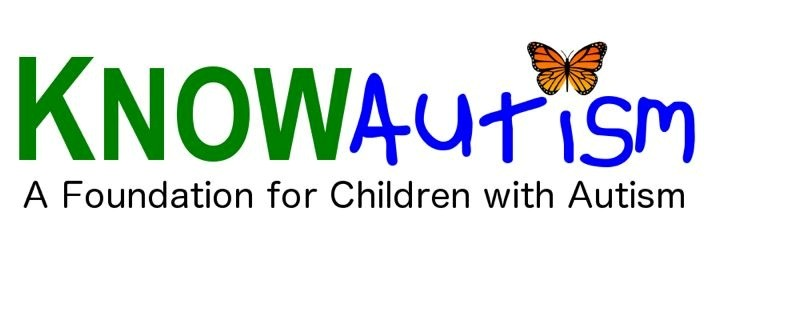 KNOWAUTiSm
A Foundation for Children with Autism